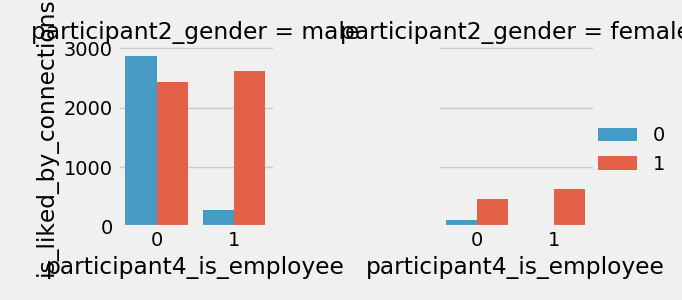 participant2_gender = male
participant2_gender = female
is_liked_by_connections
3000
2000
1000
0
0 1
0 1
participant4_is_employee
participant4_is_employee
0
1